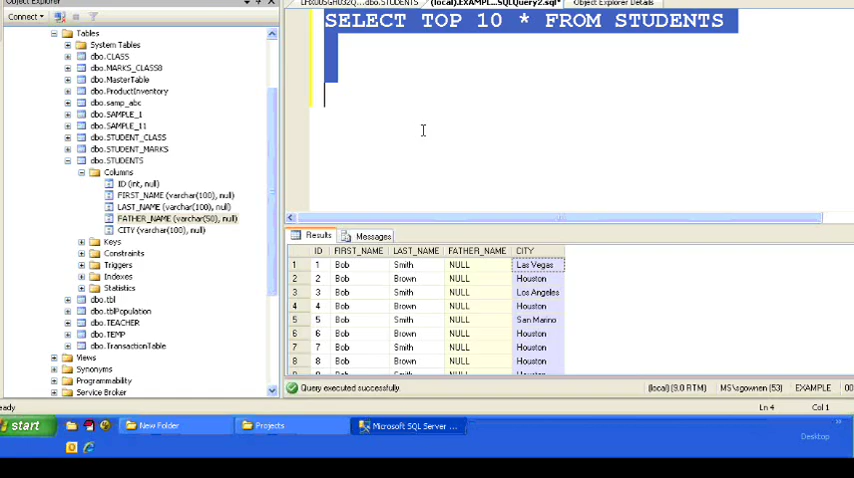 Object Explorer
dbo.STUDENTS
(local).EXAMPL...SQLQuery2.sql*
Object Explorer Details
Connect
Tables
System Tables
dbo.CLASS
dbo.MARKS_CLASS8
dbo.MasterTable
dbo.ProductInventory
dbo.samp_abc
dbo.SAMPLE_1
dbo.SAMPLE_11
dbo.STUDENT_CLASS
dbo.STUDENT_MARKS
dbo.STUDENTS
Columns
ID (int, null)
FIRST_NAME (varchar(100), null)
LAST_NAME (varchar(100), null)
FATHER_NAME (varchar(50), null)
CITY (varchar(100), null)
Keys
Constraints
Triggers
Indexes
Statistics
dbo.tbl
dbo.tblPopulation
dbo.TEACHER
dbo.TEMP
dbo.TransactionTable
Views
Synonyms
Programmability
Service Broker
SELECT TOP 10 * FROM STUDENTS
Results Messages
ID FIRST_NAME LAST_NAME FATHER_NAME CITY
1 1 Bob Smith NULL Las Vegas
2 2 Bob Brown NULL Houston
3 3 Bob Smith NULL Los Angeles
4 4 Bob Brown NULL Houston
5 5 Bob Smith NULL San Marino
6 6 Bob Brown NULL Houston
7 7 Bob Smith NULL Houston
8 8 Bob Brown NULL Houston
Query executed successfully.
(local) (9.0 RTM)
MS\sgownen (53)
EXAMPLE
00
eady
Ln 4
Col 1
start
New Folder
Projects
Microsoft SQL Server ...
Desktop